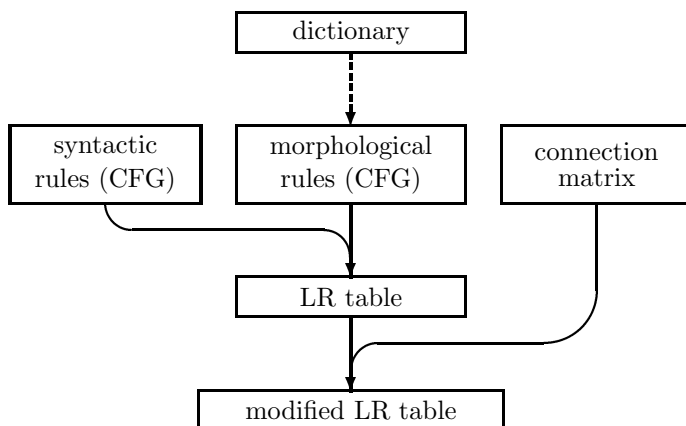 dictionary
syntactic
rules (CFG)
morphological
rules (CFG)
connection
matrix
LR table
modified LR table